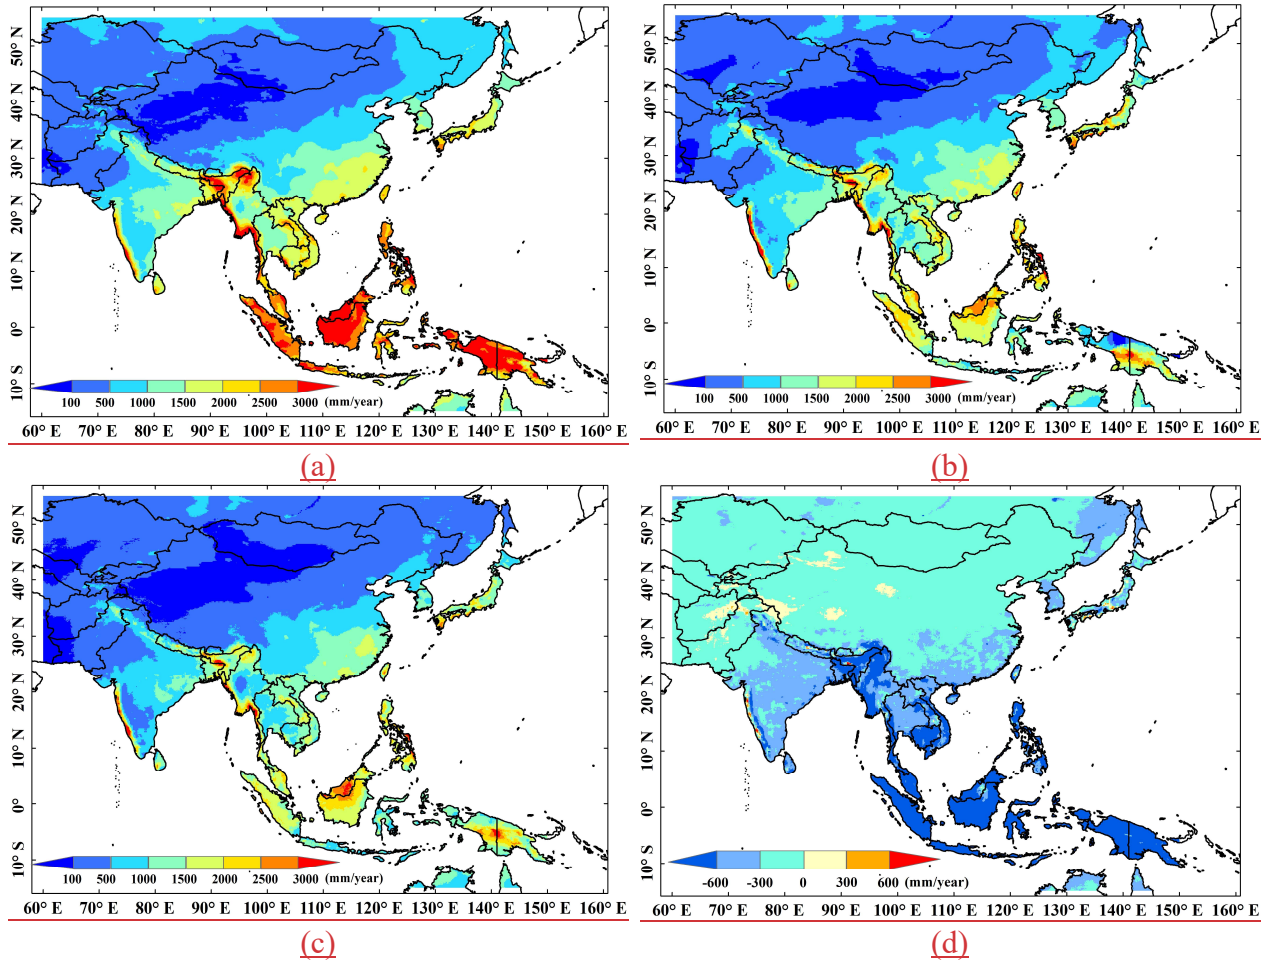 50° N
40° N
30° N
20° N
10° N
0°
10° S
100 500 1000 1500 2000 2500 3000 (mm/year)
60° E 70° E 80° E 90° E 100° E 110° E 120° E 130° E 140° E 150° E 160° E
(a)
50° N
40° N
30° N
20° N
10° N
0°
10° S
100 500 1000 1500 2000 2500 3000 (mm/year)
60° E 70° E 80° E 90° E 100° E 110° E 120° E 130° E 140° E 150° E 160° E
(b)
50° N
40° N
30° N
20° N
10° N
0°
10° S
100 500 1000 1500 2000 2500 3000 (mm/year)
60° E 70° E 80° E 90° E 100° E 110° E 120° E 130° E 140° E 150° E 160° E
(c)
50° N
40° N
30° N
20° N
10° N
0°
10° S
-600 -300 0 300 600 (mm/year)
60° E 70° E 80° E 90° E 100° E 110° E 120° E 130° E 140° E 150° E 160° E
(d)